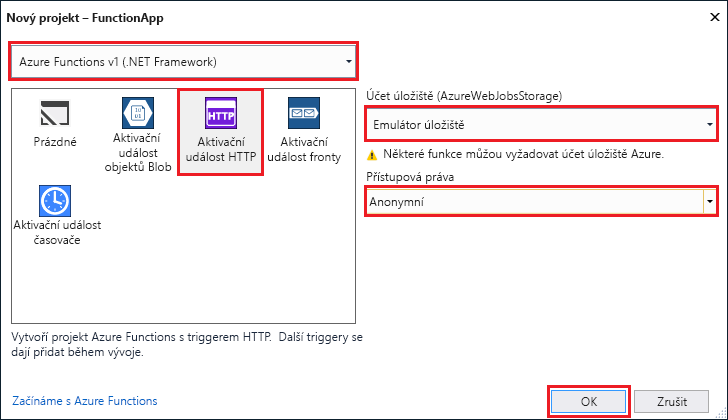 Nový projekt – FunctionApp
Azure Functions v1 (.NET Framework)
Prázdné
Aktivační
událost
objektů Blob
HTTP
Aktivační
událost HTTP
Aktivační
událost fronty
Aktivační událost
časovače
Účet úložiště (AzureWebJobsStorage)
Emulátor úložiště
Některé funkce můžou vyžadovat účet úložiště Azure.
Přístupová práva
Anonymní
Vytvoří projekt Azure Functions s triggerem HTTP. Další triggery se
dají přidat během vývoje.
Začínáme s Azure Functions
OK
Zrušit